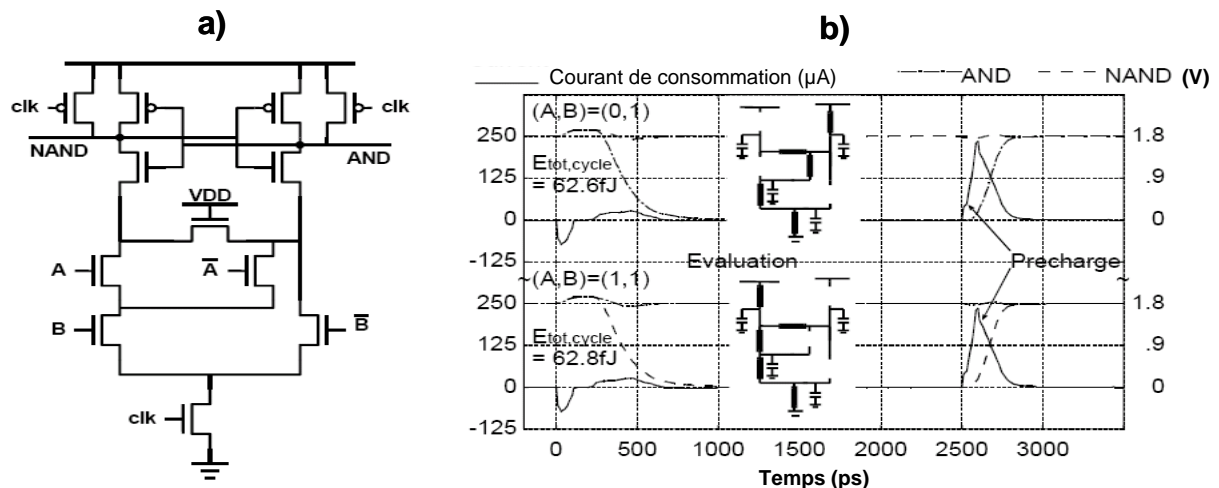 a)
b)
clk
clk
NAND
AND
VDD
A
A
B
B
clk
Courant de consommation (µA)
AND
NAND (V)
(A,B)=(0,1)
250
1.8
Etot,cycle
= 62.6fJ
125
.9
0
0
-125
Evaluation
Precharge
~(A,B)=(1,1)
~
250
1.8
Etot,cycle
= 62.8fJ
125
.9
0
0
-125
0
500
1000
1500
2000
2500
3000
Temps (ps)